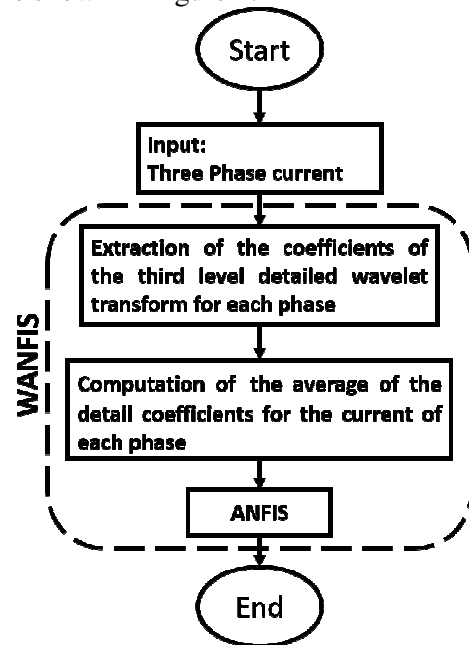 Start
Input:
Three Phase current
Extraction of the coefficients of
the third level detailed wavelet
transform for each phase
WANFIS
Computation of the average of the
detail coefficients for the current of
each phase
ANFIS
End